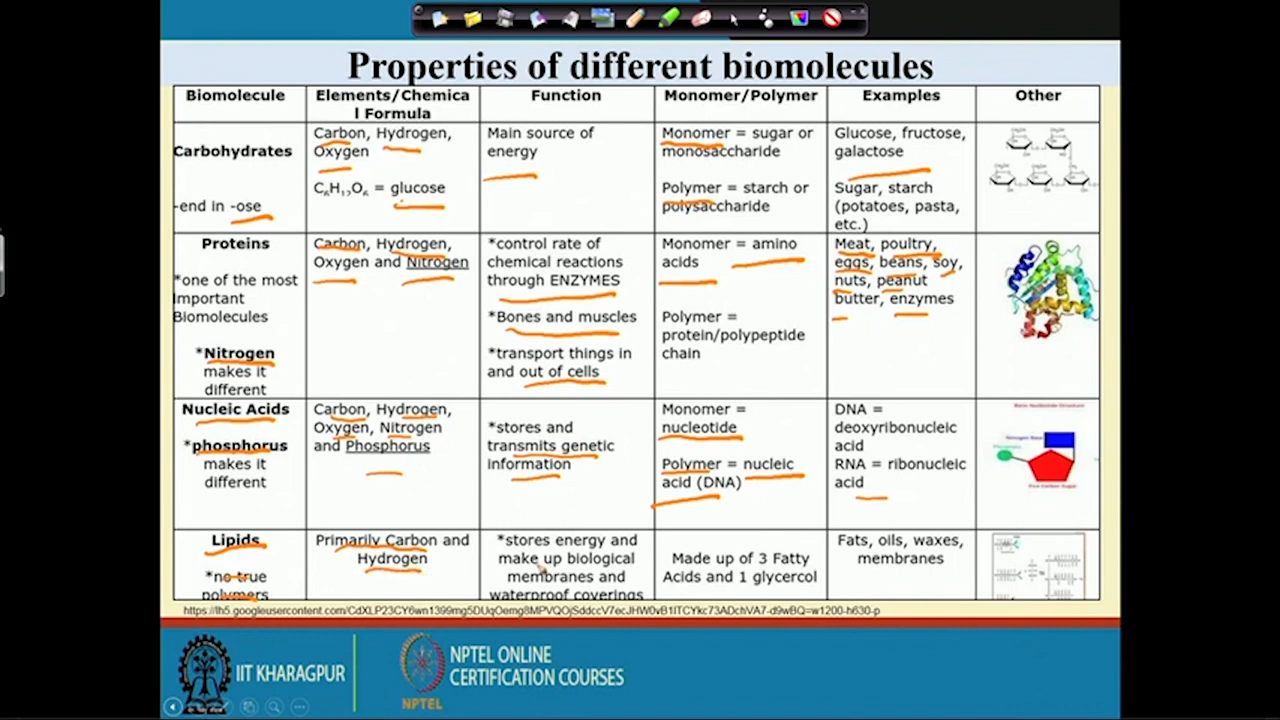 Properties of different biomolecules
Biomolecule
Elements/Chemica
l Formula
Function
Monomer/Polymer
Examples
Other
Carbohydrates
-end in -ose
Carbon, Hydrogen,
Oxygen
C₆H₁₂O₆ = glucose
Main source of
energy
Monomer = sugar or
monosaccharide
Polymer = starch or
polysaccharide
Glucose, fructose,
galactose
Sugar, starch
(potatoes, pasta,
etc.)
Proteins
*one of the most
Important
Biomolecules
*Nitrogen
makes it
different
Carbon, Hydrogen,
Oxygen and Nitrogen
*control rate of
chemical reactions
through ENZYMES
*Bones and muscles
*transport things in
and out of cells
Monomer = amino
acids
Polymer =
protein/polypeptide
chain
Meat, poultry,
eggs, beans, soy,
nuts, peanut
butter, enzymes
Nucleic Acids
*phosphorus
makes it
different
Carbon, Hydrogen,
Oxygen, Nitrogen
and Phosphorus
*stores and
transmits genetic
information
Monomer =
nucleotide
Polymer = nucleic
acid (DNA)
DNA =
deoxyribonucleic
acid
RNA = ribonucleic
acid
Lipids
*no true
polymers
Primarily Carbon and
Hydrogen
*stores energy and
make up biological
membranes and
waterproof coverings
Made up of 3 Fatty
Acids and 1 glycercol
Fats, oils, waxes,
membranes
https://lh5.googleusercontent.com/CdXLP23CY6wn1399mg5DUqOemg8MPVQOjSddccV7ecJHW0vB1ITCYkc73ADchVA7-d9wBQ=w1200-h630-p
IIT KHARAGPUR
NPTEL
NPTEL ONLINE
CERTIFICATION COURSES